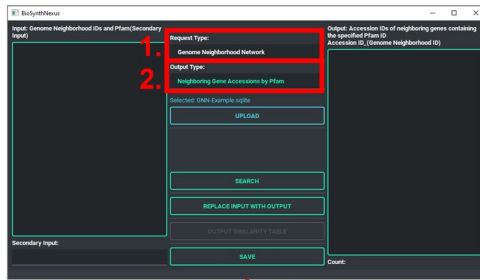 BioSynthNexus
Input: Genome Neighborhood IDs and Pfam(Secondary
Input)
1.
Request Type:
Genome Neighborhood Network
2.
Output Type:
Neighboring Gene Accessions by Pfam
Selected: GNN-Example.sqlite
UPLOAD
SEARCH
REPLACE INPUT WITH OUTPUT
OUTPUT SIMILARITY TABLE
SAVE
Secondary Input:
Output: Accession IDs of neighboring genes containing
the specified Pfam ID
Accession ID_(Genome Neighborhood ID)
Count: